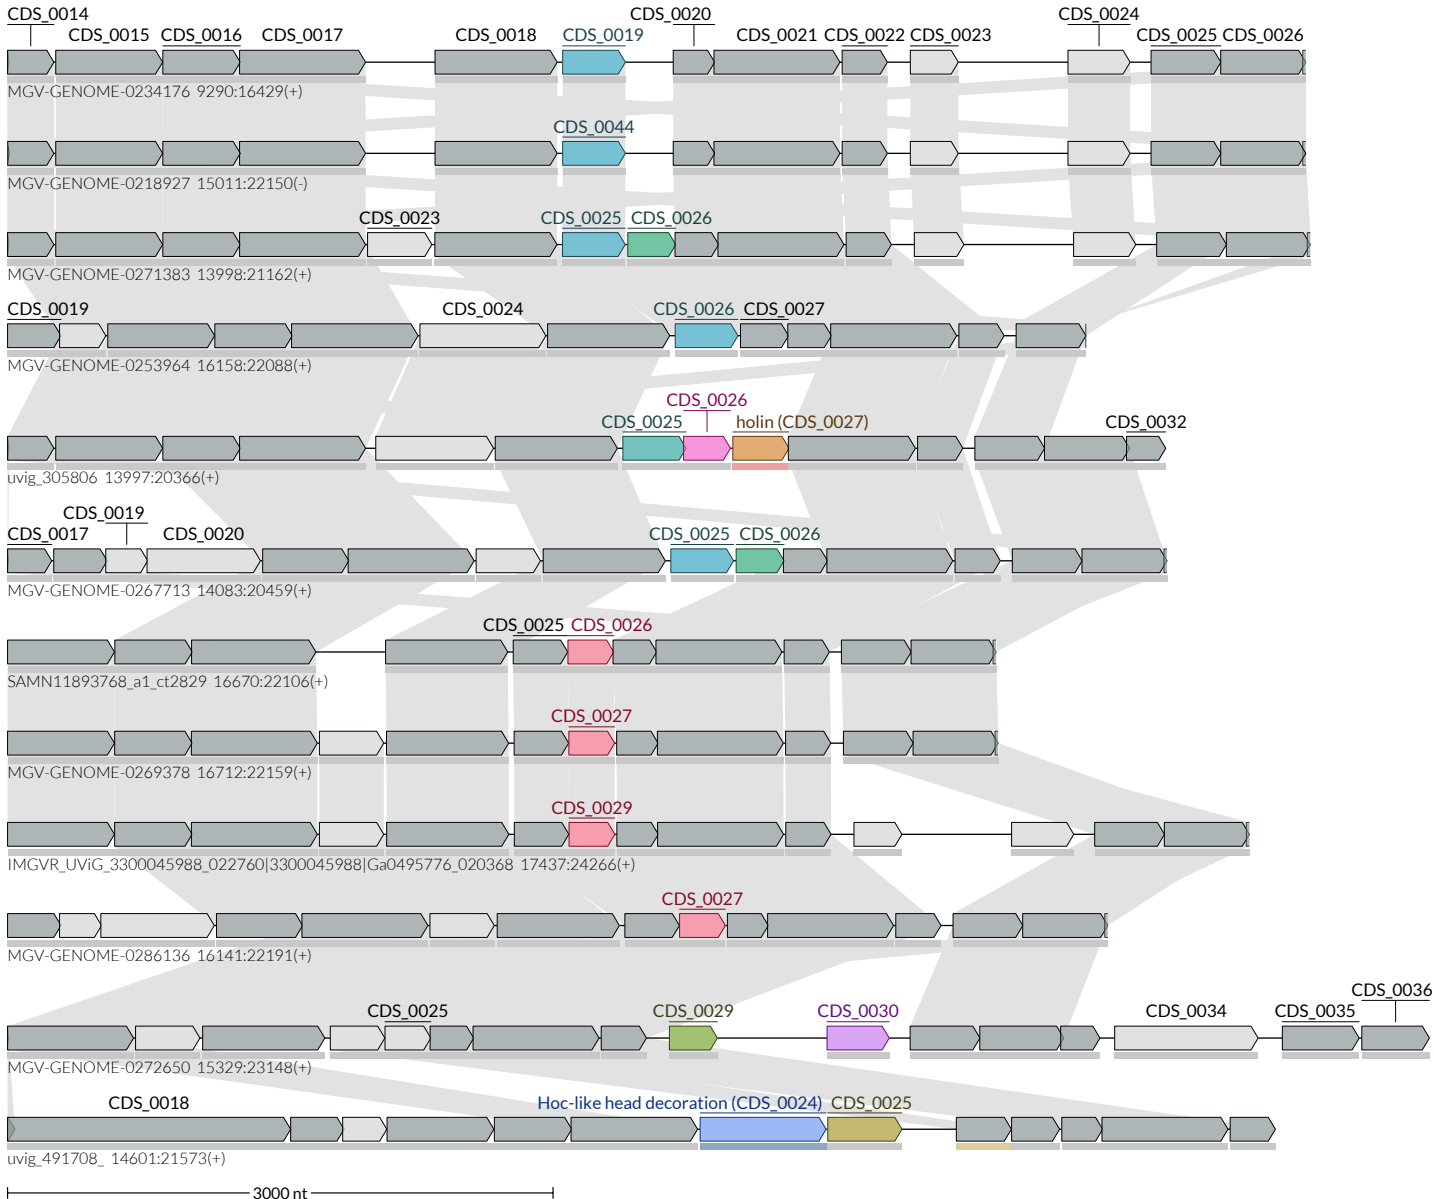 CDS_0014 CDS_0020 CDS_0024
CDS_0015 CDS_0016 CDS_0017 CDS_0018 CDS_0019 CDS_0021 CDS_0022 CDS_0023 CDS_0025 CDS_0026
MGV-GENOME-0234176 9290:16429(+)
CDS_0044
MGV-GENOME-0218927 15011:22150(-)
CDS_0023 CDS_0025 CDS_0026
MGV-GENOME-0271383 13998:21162(+)
CDS_0019 CDS_0024 CDS_0026 CDS_0027
MGV-GENOME-0253964 16158:22088(+)
CDS_0026
CDS_0025 holin (CDS_0027) CDS_0032
uvig_305806 13997:20366(+)
CDS_0019
CDS_0017 CDS_0020 CDS_0025 CDS_0026
MGV-GENOME-0267713 14083:20459(+)
CDS_0025 CDS_0026
SAMN11893768_a1_ct2829 16670:22106(+)
CDS_0027
MGV-GENOME-0269378 16712:22159(+)
CDS_0029
IMGVR_UViG_3300045988_022760|3300045988|Ga0495776_020368 17437:24266(+)
CDS_0027
MGV-GENOME-0286136 16141:22191(+)
CDS_0036
CDS_0025 CDS_0029 CDS_0030 CDS_0034 CDS_0035
MGV-GENOME-0272650 15329:23148(+)
CDS_0018 Hoc-like head decoration (CDS_0024) CDS_0025
uvig_491708_ 14601:21573(+)
3000 nt